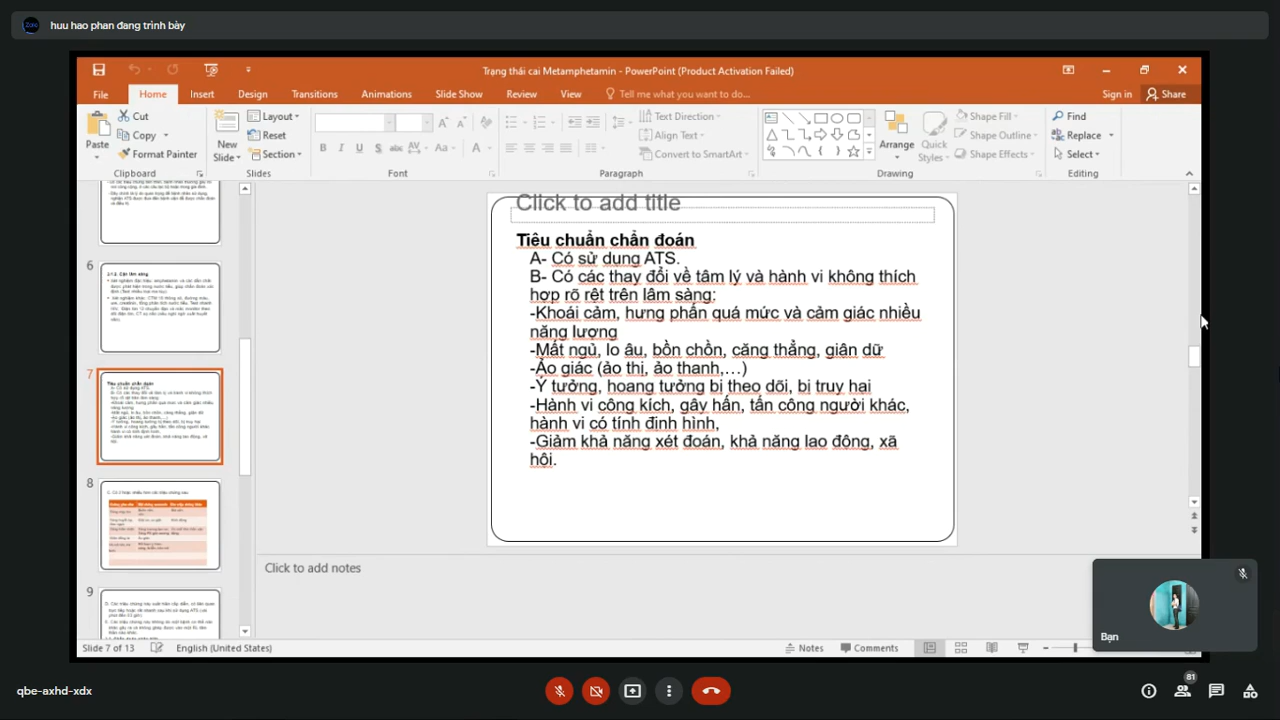 huu hao phan đang trình bày
Trạng thái cai Metamphetamin - PowerPoint (Product Activation Failed)
File Home Insert Design Transitions Animations Slide Show Review View Tell me what you want to do... Sign in Share
Paste
Cut
Copy
Format Painter
Clipboard
New Slide
Layout
Reset
Section
Slides
Font
Text Direction
Align Text
Convert to SmartArt
Paragraph
Arrange
Quick Styles
Shape Fill
Shape Outline
Shape Effects
Drawing
Find
Replace
Select
Editing
6
7
8
9
Click to add title
Tiêu chuẩn chẩn đoán
A- Có sử dụng ATS.
B- Có các thay đổi về tâm lý và hành vi không thích
hợp rõ rệt trên lâm sàng:
-Khoái cảm, hưng phấn quá mức và cảm giác nhiều
năng lượng
-Mất ngủ, lo âu, bồn chồn, căng thẳng, giận dữ
-Ảo giác (ảo thị, ảo thanh,…)
-Ý tưởng, hoang tưởng bị theo dõi, bị truy hại
-Hành vi công kích, gây hấn, tấn công người khác,
hành vi có tính định hình,
-Giảm khả năng xét đoán, khả năng lao động, xã
hội.
Click to add notes
Slide 7 of 13 English (United States) Notes Comments
Bạn
qbe-axhd-xdx
81